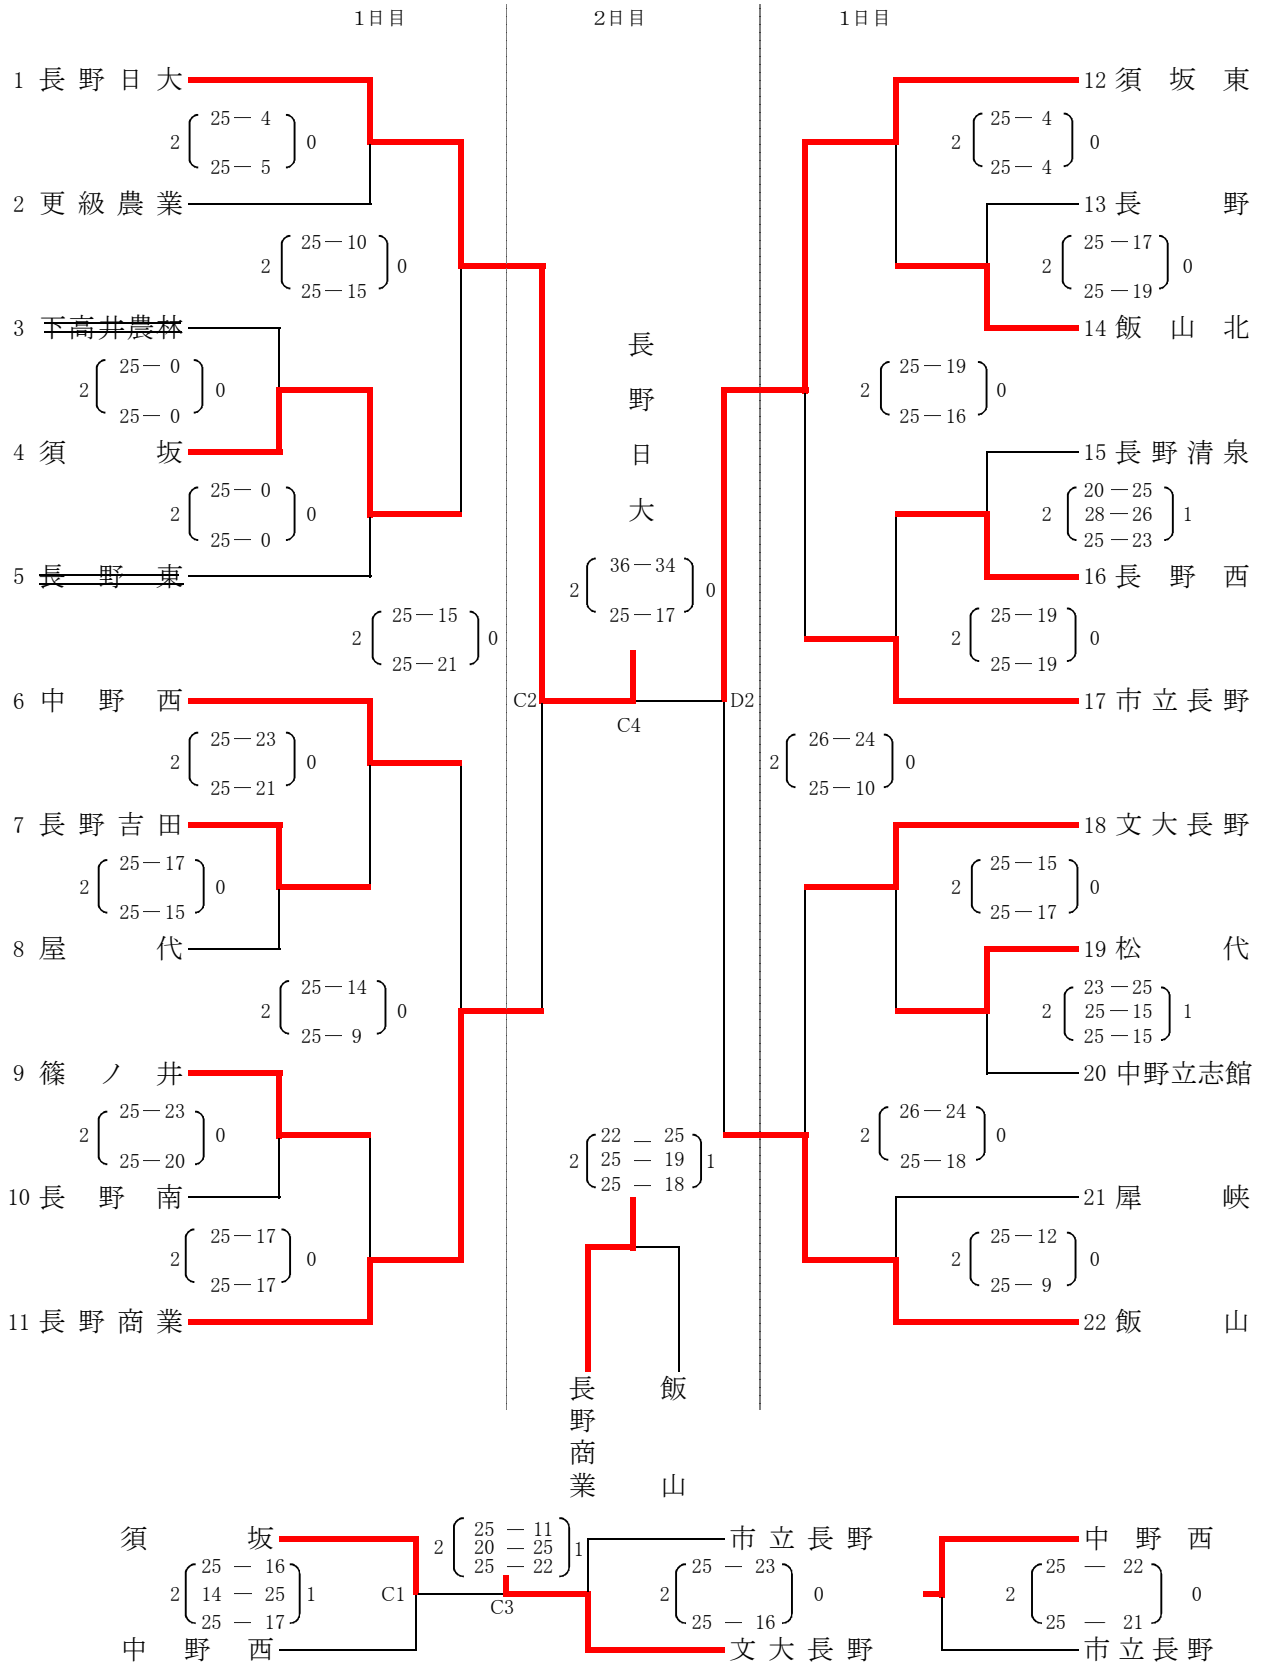 1日目 2日目 1日目
1 長野日大
2 ( 25－ 4 25－ 5 ) 0
2 更級農業
2 ( 25－10 25－15 ) 0
3 下高井農林
2 ( 25－ 0 25－ 0 ) 0
4 須坂
2 ( 25－ 0 25－ 0 ) 0
5 長野東
2 ( 25－15 25－21 ) 0
6 中野西
2 ( 25－23 25－21 ) 0
7 長野吉田
2 ( 25－17 25－15 ) 0
8 屋代
2 ( 25－14 25－ 9 ) 0
9 篠ノ井
2 ( 25－23 25－20 ) 0
10 長野南
2 ( 25－17 25－17 ) 0
11 長野商業
長野日大
2 ( 36－34 25－17 ) 0
C2
C4
D2
2 ( 22 － 25 25 － 19 25 － 18 ) 1
長野商業
飯山
12 須坂東
2 ( 25－ 4 25－ 4 ) 0
13 長野
2 ( 25－17 25－19 ) 0
14 飯山北
2 ( 25－19 25－16 ) 0
15 長野清泉
2 ( 20－25 28－26 25－23 ) 1
16 長野西
2 ( 25－19 25－19 ) 0
17 市立長野
2 ( 26－24 25－10 ) 0
18 文大長野
2 ( 25－15 25－17 ) 0
19 松代
2 ( 23－25 25－15 25－15 ) 1
20 中野立志館
2 ( 26－24 25－18 ) 0
21 犀峡
2 ( 25－12 25－ 9 ) 0
22 飯山
須坂
2 ( 25 － 16 14 － 25 25 － 17 ) 1
中野西
C1
2 ( 25 － 11 20 － 25 25 － 22 ) 1
C3
市立長野
2 ( 25 － 23 25 － 16 ) 0
文大長野
中野西
2 ( 25 － 22 25 － 21 ) 0
市立長野